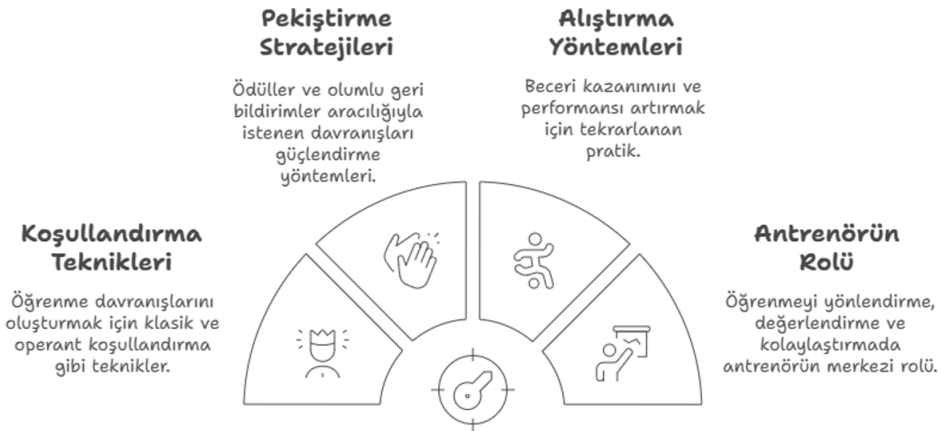 Pekiştirme
Stratejileri
Ödüller ve olumlu geri
bildirimler aracılığıyla
istenen davranışları
güçlendirme
yöntemleri.
Alıştırma
Yöntemleri
Beceri kazanımını ve
performansı artırmak
için tekrarlanan
pratik.
Koşullandırma
Teknikleri
Öğrenme davranışlarını
oluşturmak için klasik ve
operant koşullandırma
gibi teknikler.
Antrenörün
Rolü
Öğrenmeyi yönlendirme,
değerlendirme ve
kolaylaştırmada
antrenörün merkezi rolü.